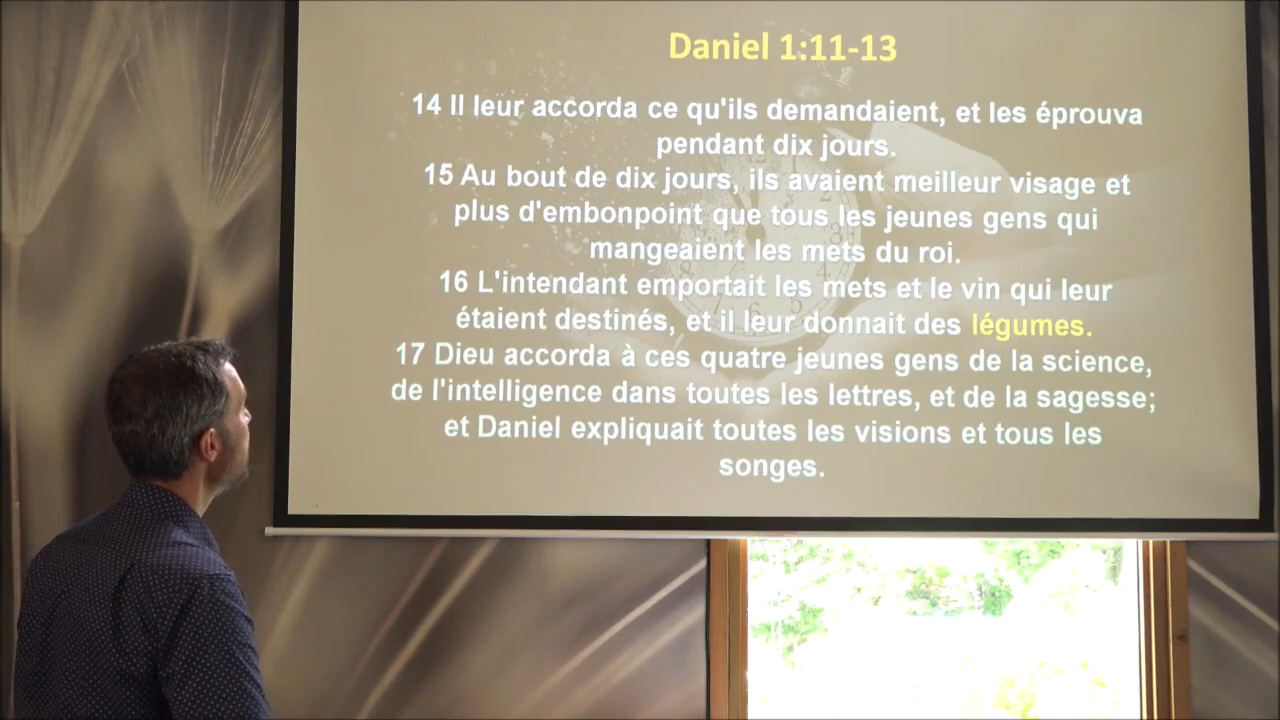 Daniel 1:11-13
14 Il leur accorda ce qu'ils demandaient, et les éprouva
pendant dix jours.
15 Au bout de dix jours, ils avaient meilleur visage et
plus d'embonpoint que tous les jeunes gens qui
mangeaient les mets du roi.
16 L'intendant emportait les mets et le vin qui leur
étaient destinés, et il leur donnait des légumes.
17 Dieu accorda à ces quatre jeunes gens de la science,
de l'intelligence dans toutes les lettres, et de la sagesse;
et Daniel expliquait toutes les visions et tous les
songes.